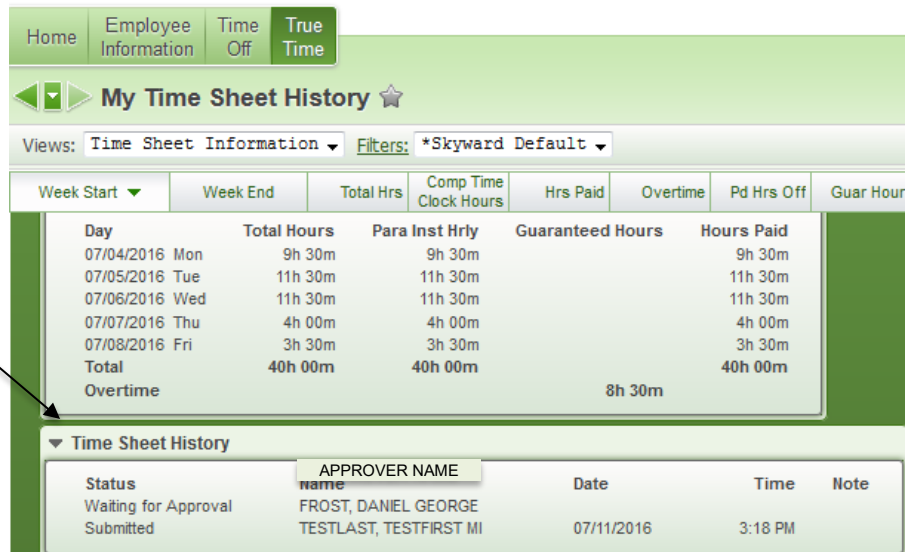 Home Employee Information Time Off True Time
My Time Sheet History
Views: Time Sheet Information Filters: *Skyward Default
Week Start Week End Total Hrs Comp Time Clock Hours Hrs Paid Overtime Pd Hrs Off Guar Hour
Day Total Hours Para Inst Hrly Guaranteed Hours Hours Paid
07/04/2016 Mon 9h 30m 9h 30m 9h 30m
07/05/2016 Tue 11h 30m 11h 30m 11h 30m
07/06/2016 Wed 11h 30m 11h 30m 11h 30m
07/07/2016 Thu 4h 00m 4h 00m 4h 00m
07/08/2016 Fri 3h 30m 3h 30m 3h 30m
Total 40h 00m 40h 00m 40h 00m
Overtime 8h 30m
Time Sheet History
APPROVER NAME
Status Name Date Time Note
Waiting for Approval FROST, DANIEL GEORGE
Submitted TESTLAST, TESTFIRST MI 07/11/2016 3:18 PM